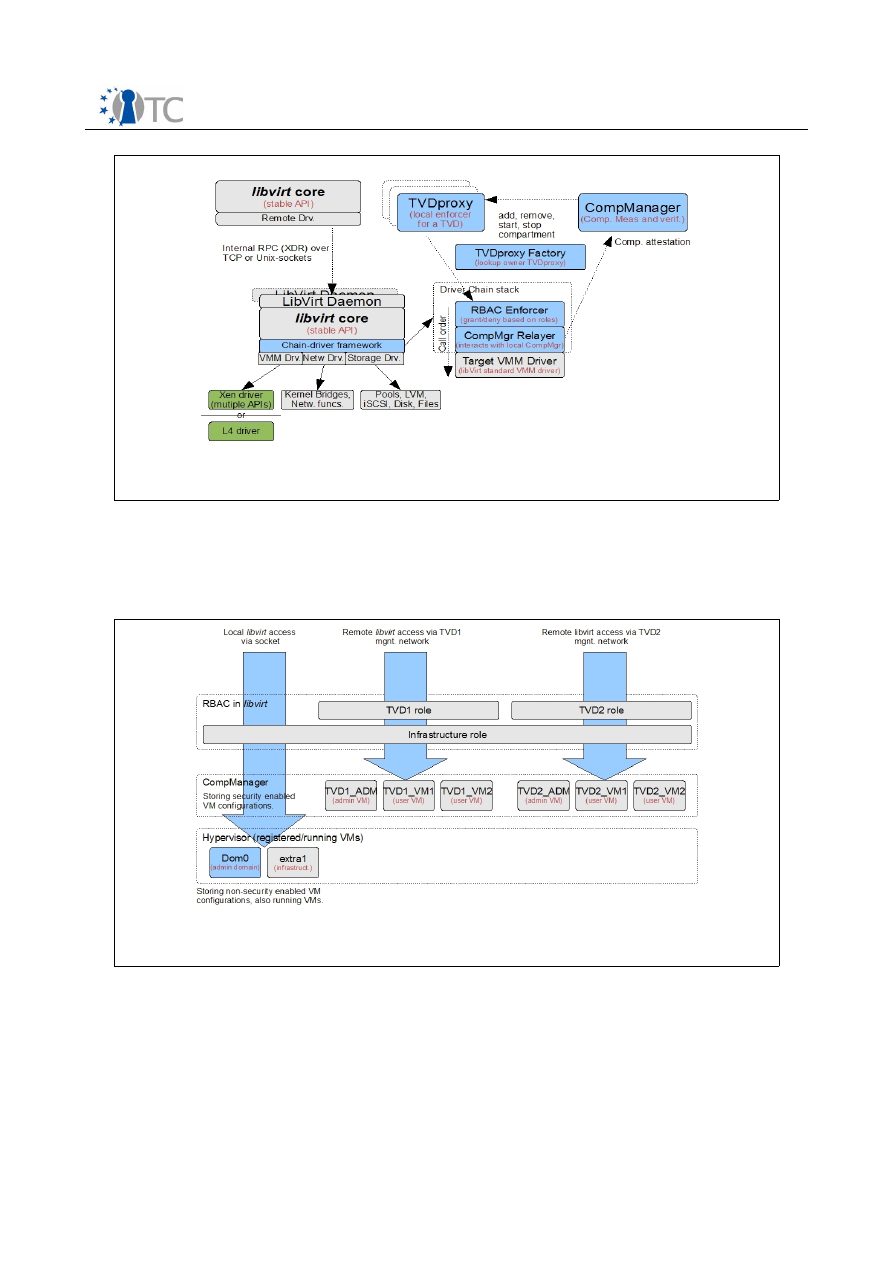 TC
libvirt core
(stable API)
Remote Drv.
Internal RPC (XDR) over
TCP or Unix-sockets
LibVirt Daemon
LibVirt Daemon
libvirt core
(stable API)
Chain-driver framework
VMM Drv.
Netw Drv.
Storage Drv.
Xen driver
(mutiple APIs)
or
L4 driver
Kernel Bridges,
Netw. funcs.
Pools, LVM,
iSCSI, Disk, Files
TVDproxy
(local enforcer
for a TVD)
add, remove,
start, stop
compartment
CompManager
(Comp. Meas and verif.)
Comp. attestation
TVDproxy Factory
(lookup owner TVDproxy)
Driver Chain stack
Call order
RBAC Enforcer
(grant/deny based on roles)
CompMgr Relayer
(interacts with local CompMgr)
Target VMM Driver
(libVirt standard VMM driver)
Local libvirt access
via socket
Remote libvirt access via TVD1
mgnt. network
Remote libvirt access via TVD2
mgnt. network
RBAC in libvirt
TVD1 role
TVD2 role
Infrastructure role
CompManager
Storing security enabled
VM configurations.
TVD1_ADM
(admin VM)
TVD1_VM1
(user VM)
TVD1_VM2
(user VM)
TVD2_ADM
(admin VM)
TVD2_VM1
(user VM)
TVD2_VM2
(user VM)
Hypervisor (registered/running VMs)
Dom0
(admin domain)
extra1
(infrastruct.)
Storing non-security enabled VM
configurations, also running VMs.